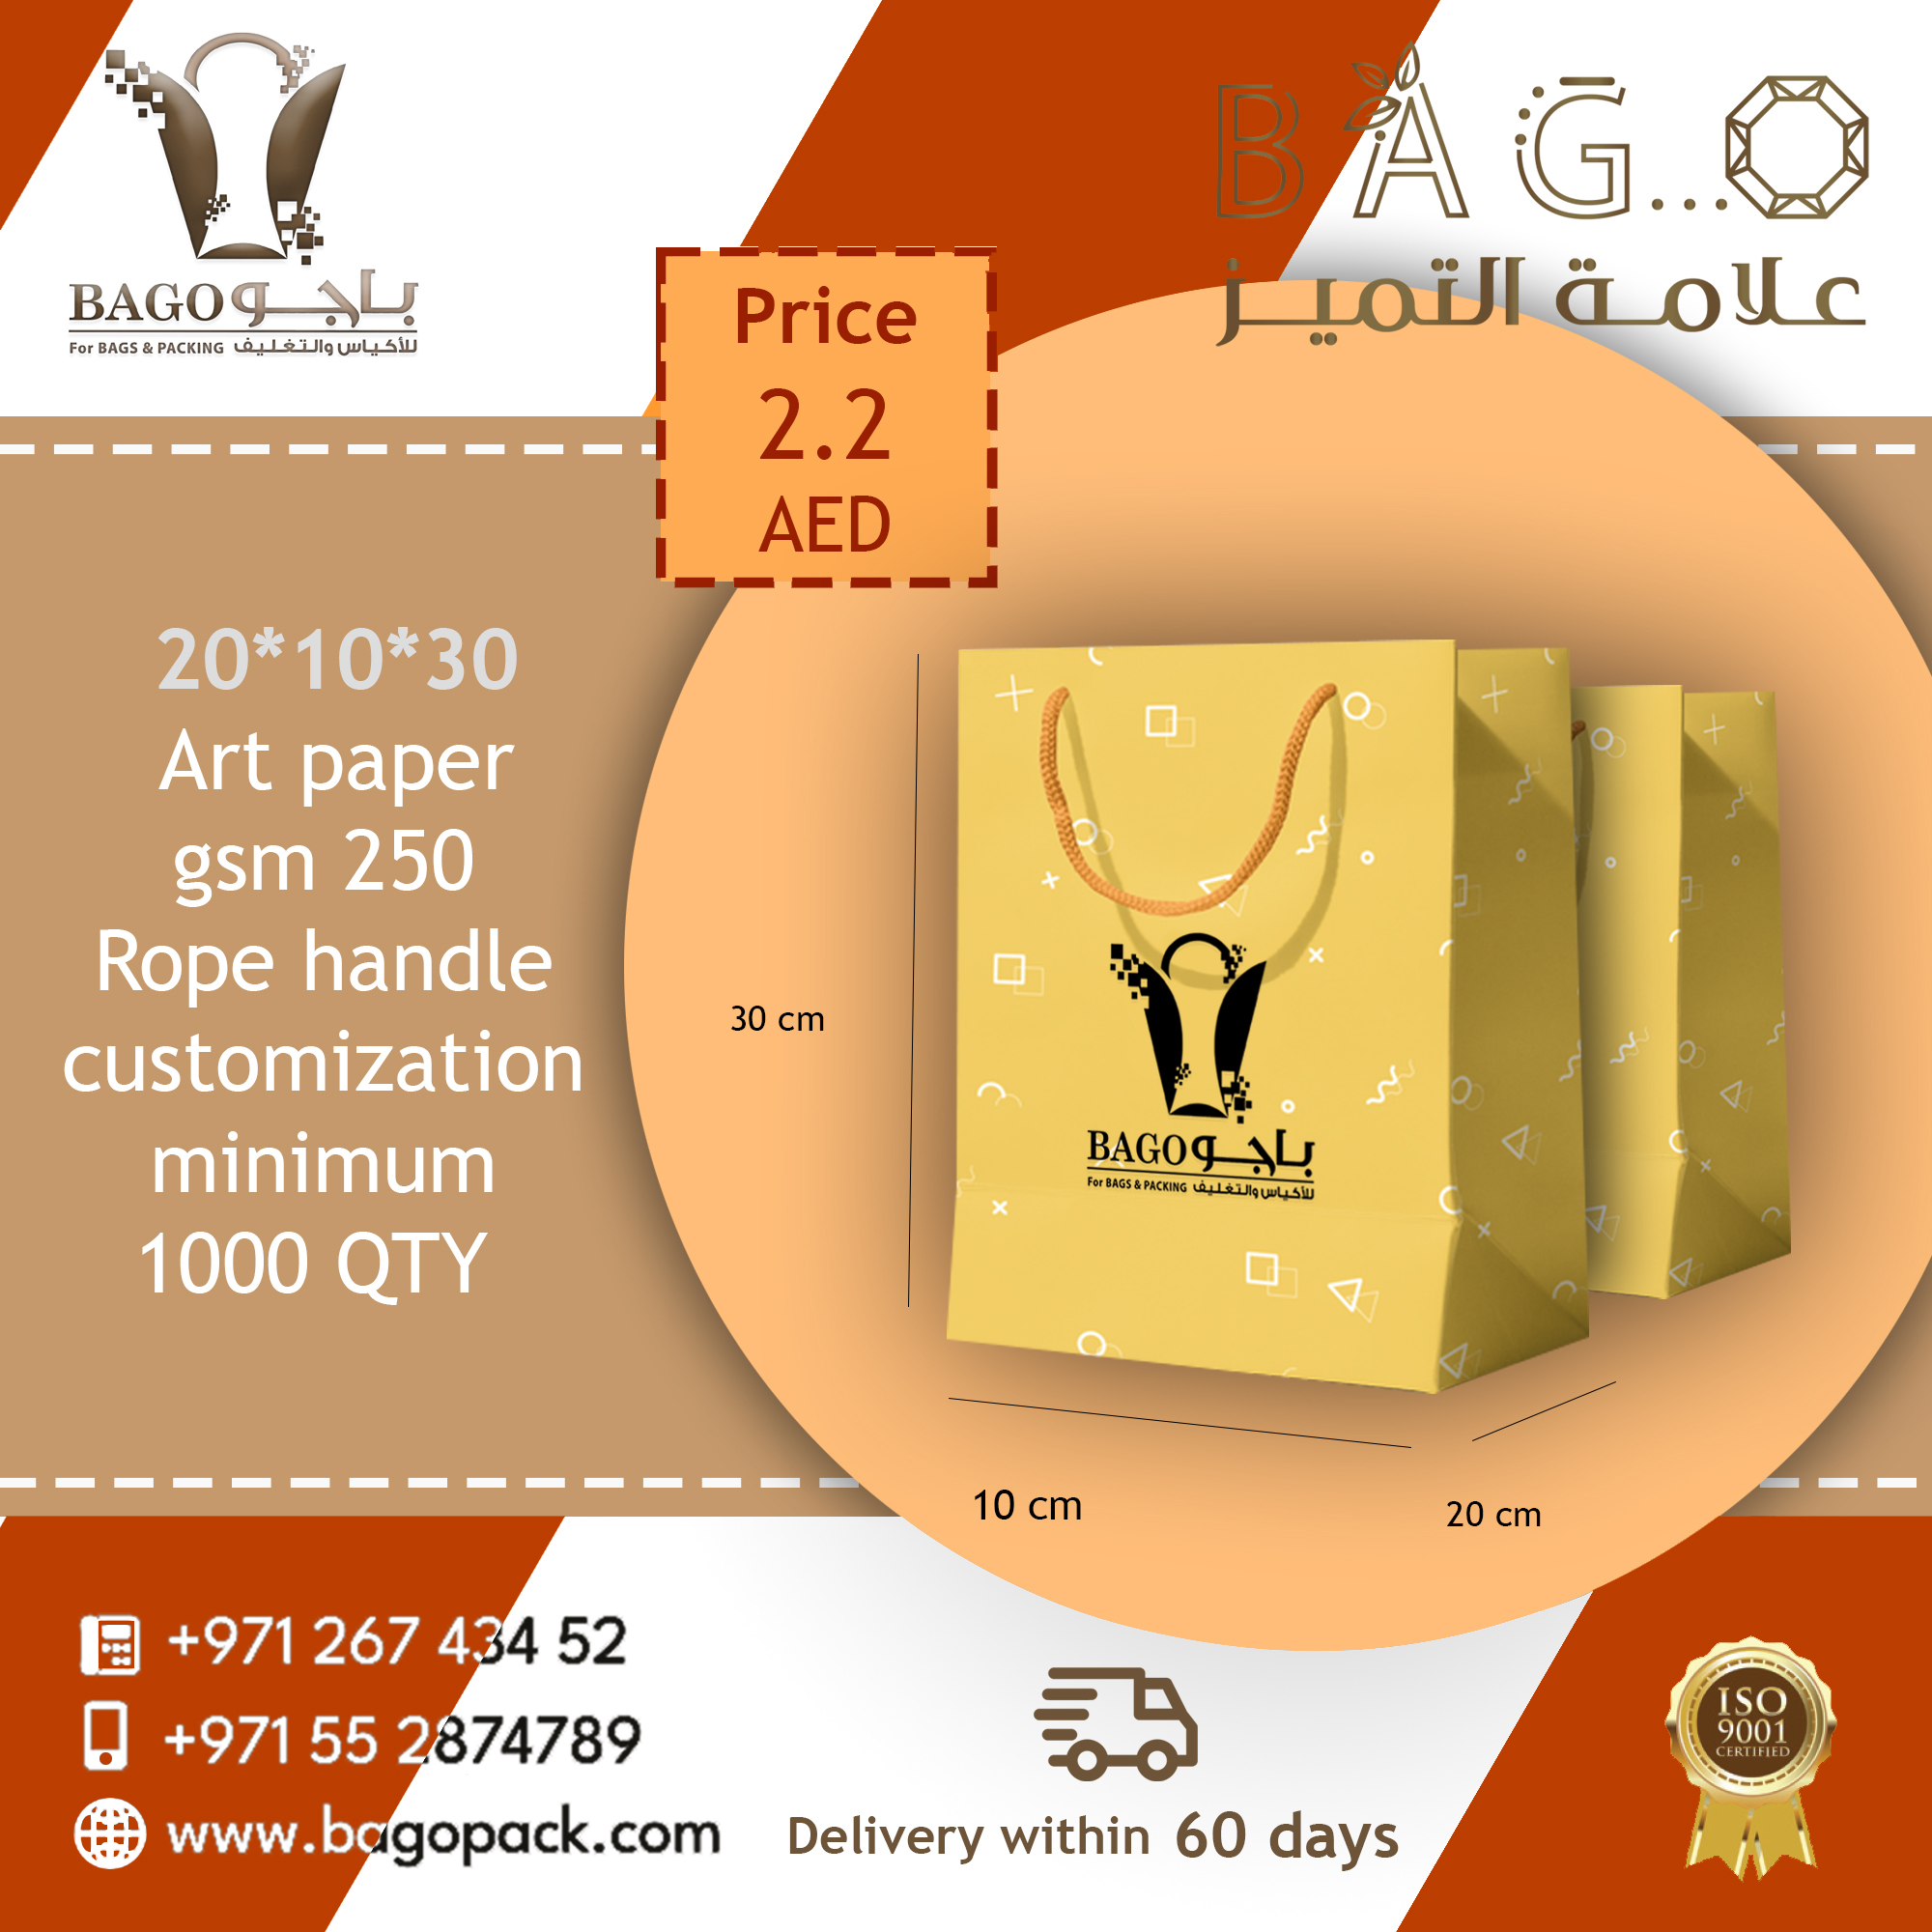 BAGO باجو
For BAGS & PACKING للأكياس والتغليف
BAG...O
علامة التميز
Price
2.2
AED
20*10*30
Art paper
gsm 250
Rope handle
customization
minimum
1000 QTY
30 cm
BAGO باجو
For BAGS & PACKING للأكياس والتغليف
10 cm
20 cm
+971 267 434 52
+971 55 2874789
www.bagopack.com
Delivery within 60 days
ISO
9001
CERTIFIED